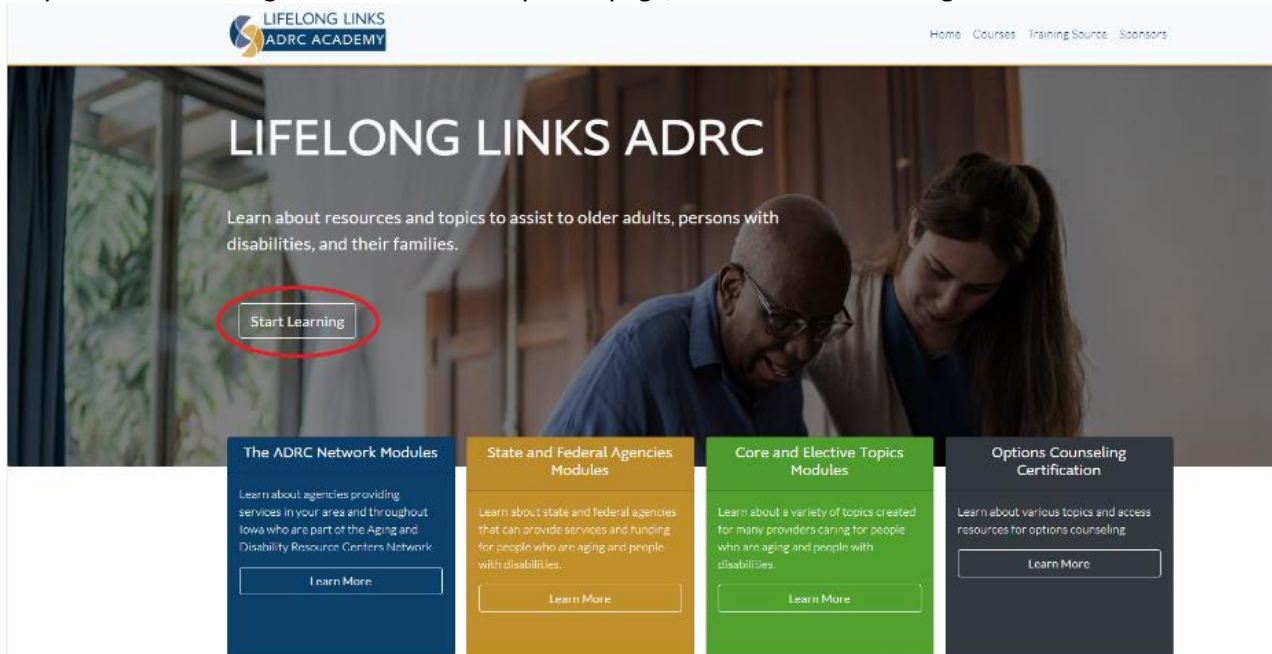 LIFELONG LINKS
ADRC ACADEMY
Home Courses Training Source Sponsors
LIFELONG LINKS ADRC
Learn about resources and topics to assist to older adults, persons with
disabilities, and their families.
Start Learning
The ADRC Network Modules
Learn about agencies providing
services in your area and throughout
Iowa who are part of the Aging and
Disability Resource Centers Network
Learn More
State and Federal Agencies
Modules
Learn about state and federal agencies
that can provide services and funding
for people who are aging and people
with disabilities.
Learn More
Core and Elective Topics
Modules
Learn about a variety of topics created
for many providers caring for people
who are aging and people with
disabilities.
Learn More
Options Counseling
Certification
Learn about various topics and access
resources for options counseling
Learn More